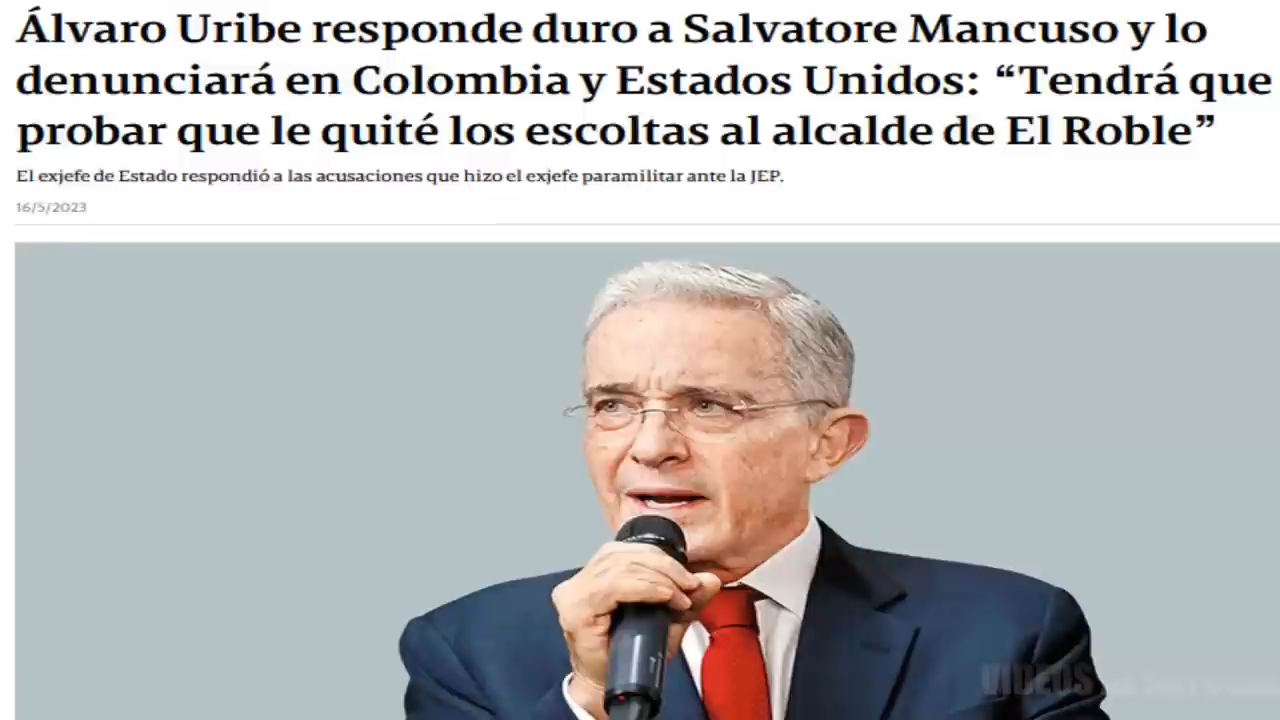 Álvaro Uribe responde duro a Salvatore Mancuso y lo
denunciará en Colombia y Estados Unidos: “Tendrá que
probar que le quité los escoltas al alcalde de El Roble”
El exjefe de Estado respondió a las acusaciones que hizo el exjefe paramilitar ante la JEP.
16/5/2023
VIDEOS